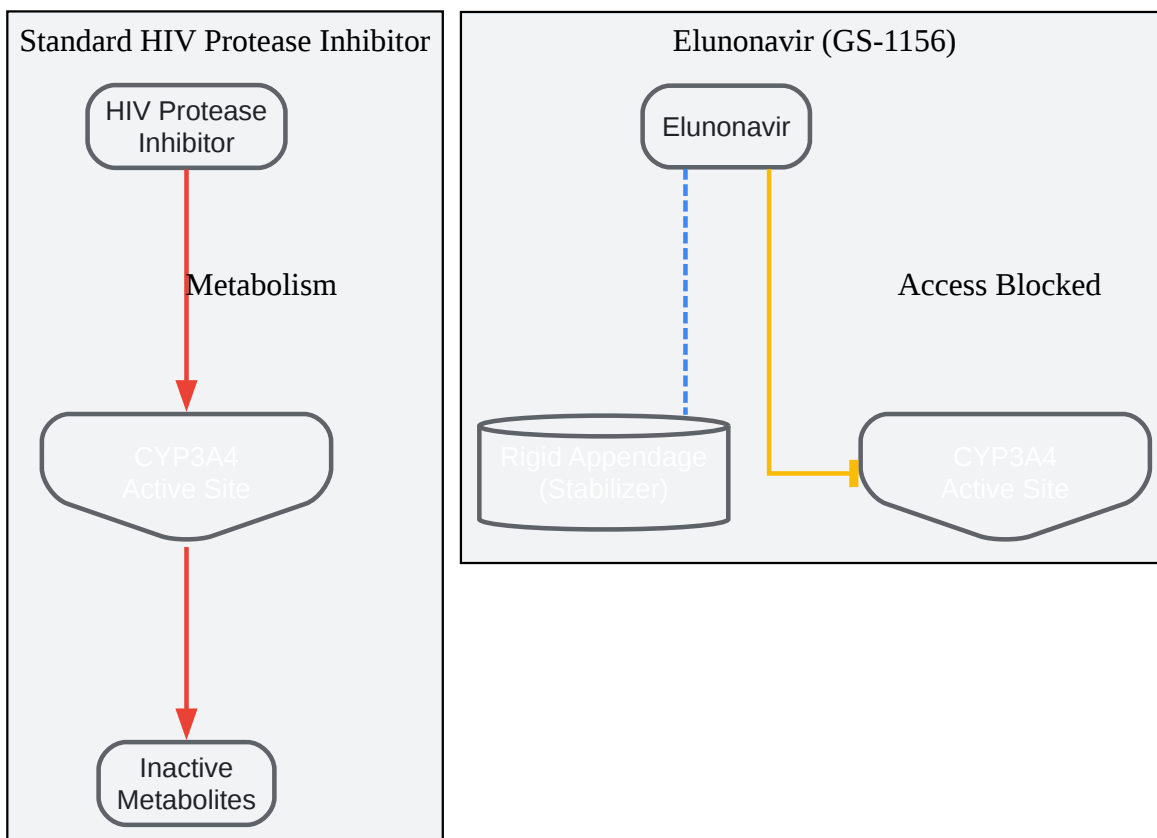 Standard HIV Protease Inhibitor
HIV Protease
Inhibitor
Metabolism
CYP3A4
Active Site
Inactive
Metabolites
Elunonavir (GS-1156)
Elunonavir
Access Blocked
Rigid Appendage
(Stabilizer)
CYP3A4
Active Site